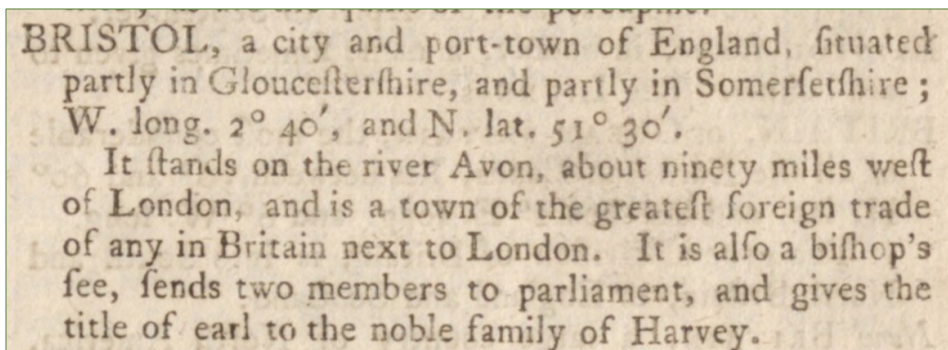 BRISTOL, a city and port-town of England, ſituated
partly in Glouceſterſhire, and partly in Somerſetſhire;
W. long. 2° 40′, and N. lat. 51° 30′.
It ſtands on the river Avon, about ninety miles weſt
of London, and is a town of the greateſt foreign trade
of any in Britain next to London. It is alſo a biſhop's
ſee, ſends two members to parliament, and gives the
title of earl to the noble family of Harvey.